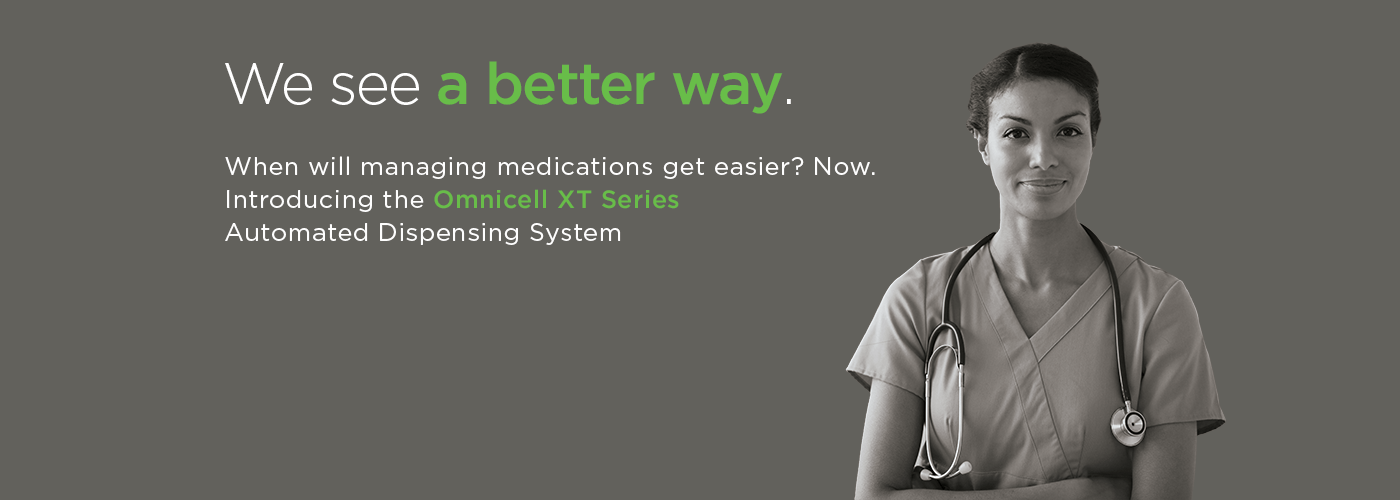 We see a better way.
When will managing medications get easier? Now.
Introducing the Omnicell XT Series
Automated Dispensing System